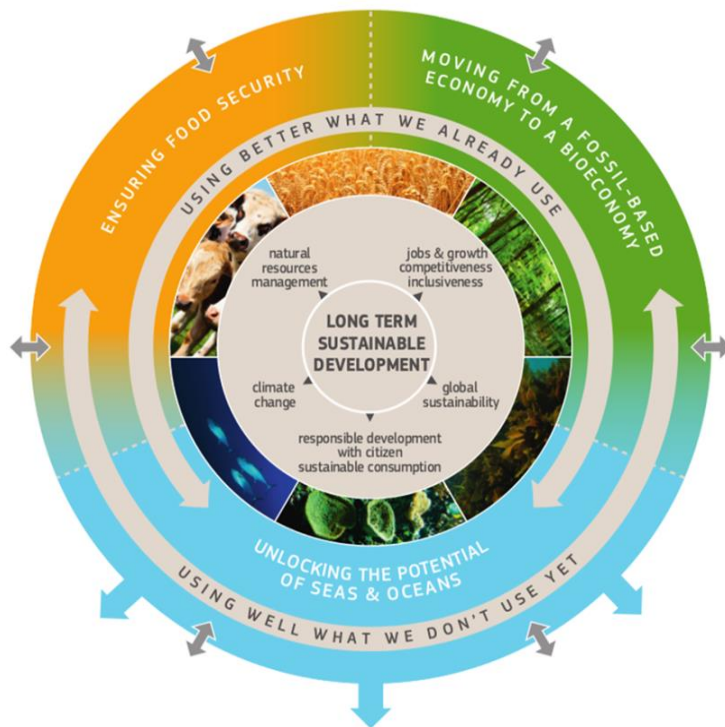 ENSURING FOOD SECURITY
MOVING FROM A FOSSIL-BASED
ECONOMY TO A BIOECONOMY
USING BETTER WHAT WE ALREADY USE
natural
resources
management
jobs & growth
competitiveness
inclusiveness
LONG TERM
SUSTAINABLE
DEVELOPMENT
climate
change
global
sustainability
responsible development
with citizen
sustainable consumption
UNLOCKING THE POTENTIAL
OF SEAS & OCEANS
USING WELL WHAT WE DON'T USE YET